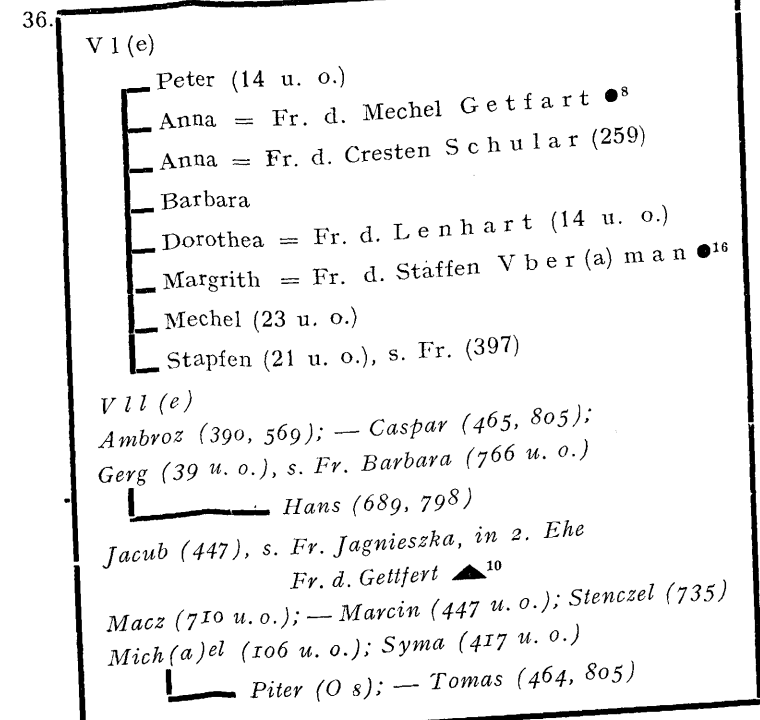 36.
V l (e)
Peter (14 u. o.)
Anna = Fr. d. Mechel Getfart ●⁸
Anna = Fr. d. Cresten Schular (259)
Barbara
Dorothea = Fr. d. Lenhart (14 u. o.)
Margrith = Fr. d. Staffen Vber(a)man ●¹⁶
Mechel (23 u. o.)
Stapfen (21 u. o.), s. Fr. (397)
V l l (e)
Ambroz (390, 569); — Caspar (465, 805);
Gerg (39 u. o.), s. Fr. Barbara (766 u. o.)
Hans (689, 798)
Jacub (447), s. Fr. Jagnieszka, in 2. Ehe
Fr. d. Gettfert ▲¹⁰
Macz (710 u. o.); — Marcin (447 u. o.); Stenczel (735)
Mich(a)el (106 u. o.); Syma (417 u. o.)
Piter (O s); — Tomas (464, 805)